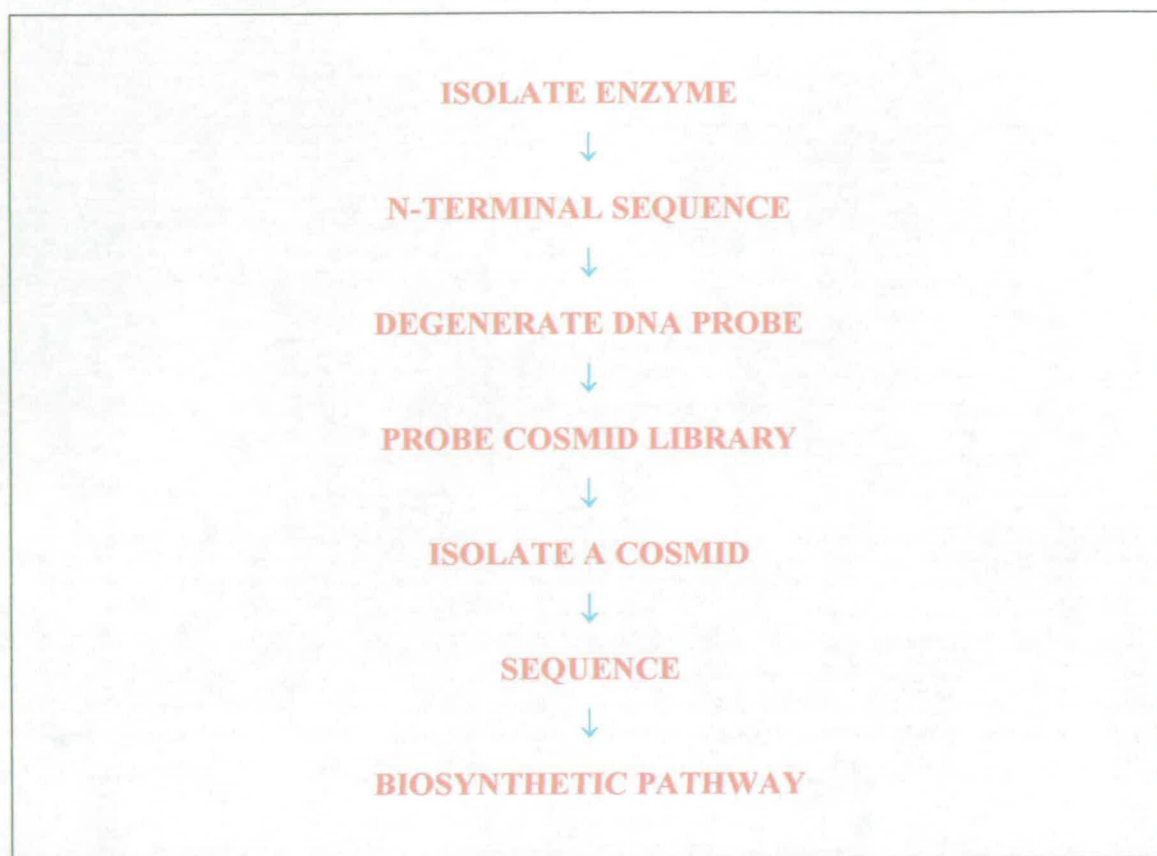 ISOLATE ENZYME
↓
N-TERMINAL SEQUENCE
↓
DEGENERATE DNA PROBE
↓
PROBE COSMID LIBRARY
↓
ISOLATE A COSMID
↓
SEQUENCE
↓
BIOSYNTHETIC PATHWAY